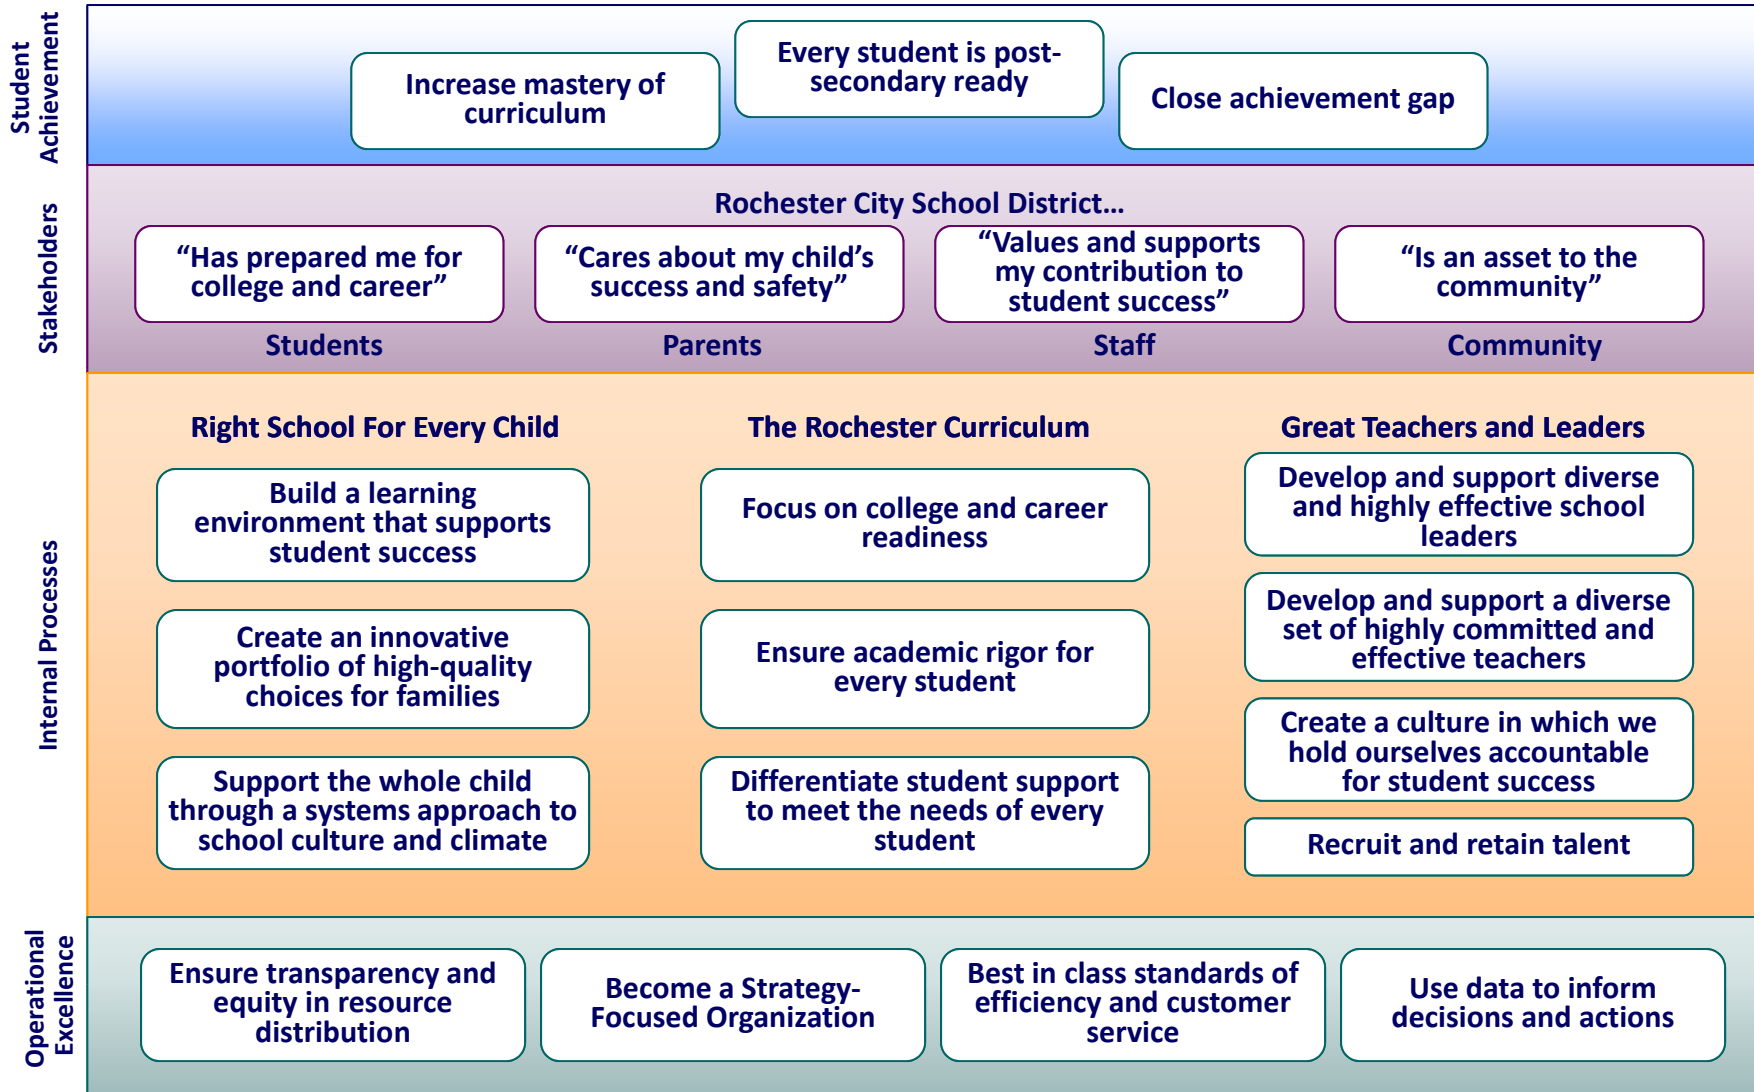 Student
Achievement
Increase mastery of
curriculum
Every student is post-
secondary ready
Close achievement gap
Stakeholders
Rochester City School District…
“Has prepared me for
college and career”
Students
“Cares about my child’s
success and safety”
Parents
“Values and supports
my contribution to
student success”
Staff
“Is an asset to the
community”
Community
Internal Processes
Right School For Every Child
Build a learning
environment that supports
student success
Create an innovative
portfolio of high-quality
choices for families
Support the whole child
through a systems approach to
school culture and climate
The Rochester Curriculum
Focus on college and career
readiness
Ensure academic rigor for
every student
Differentiate student support
to meet the needs of every
student
Great Teachers and Leaders
Develop and support diverse
and highly effective school
leaders
Develop and support a diverse
set of highly committed and
effective teachers
Create a culture in which we
hold ourselves accountable
for student success
Recruit and retain talent
Operational
Excellence
Ensure transparency and
equity in resource
distribution
Become a Strategy-
Focused Organization
Best in class standards of
efficiency and customer
service
Use data to inform
decisions and actions